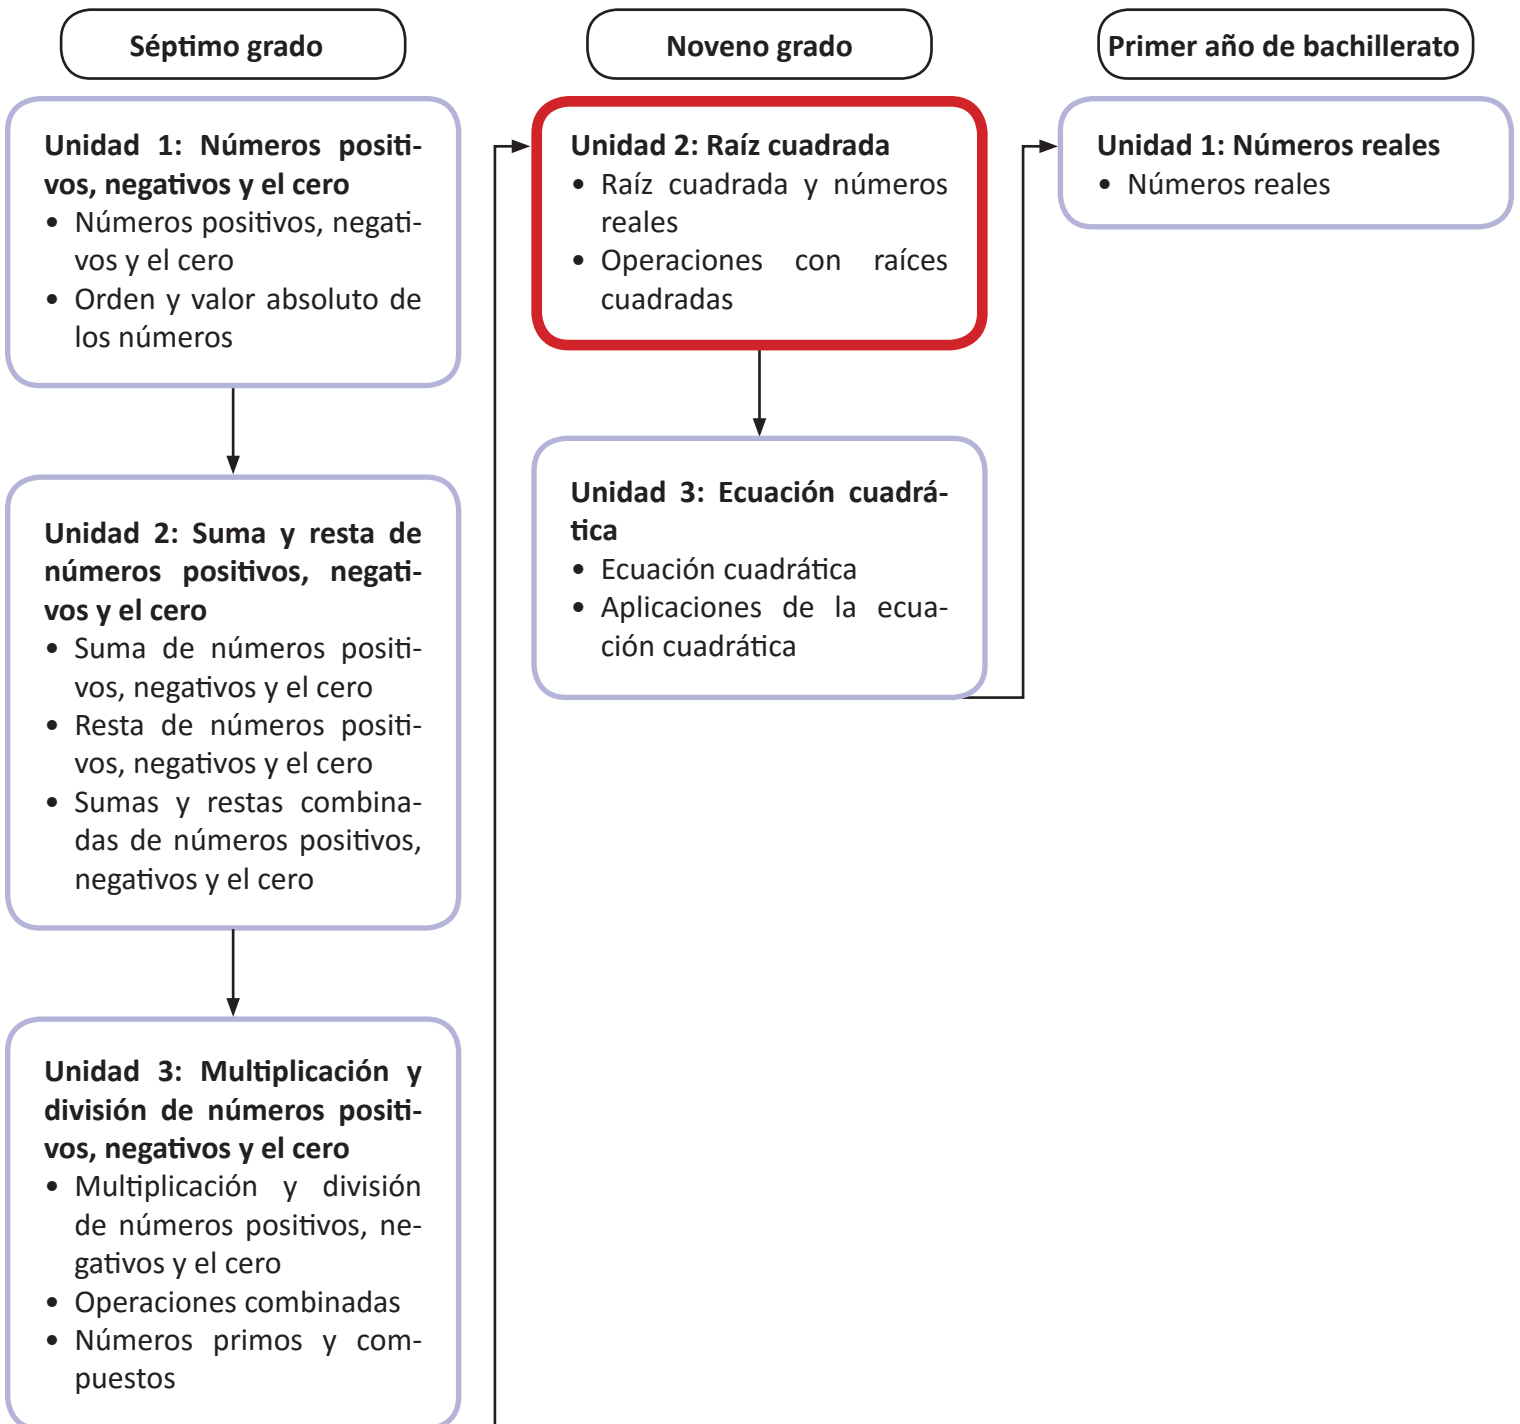 Séptimo grado
Unidad 1: Números positi-
vos, negativos y el cero
• Números positivos, negati-
vos y el cero
• Orden y valor absoluto de
los números
Unidad 2: Suma y resta de
números positivos, negati-
vos y el cero
• Suma de números positi-
vos, negativos y el cero
• Resta de números positi-
vos, negativos y el cero
• Sumas y restas combina-
das de números positivos,
negativos y el cero
Unidad 3: Multiplicación y
división de números positi-
vos, negativos y el cero
• Multiplicación y división
de números positivos, ne-
gativos y el cero
• Operaciones combinadas
• Números primos y com-
puestos
Noveno grado
Unidad 2: Raíz cuadrada
• Raíz cuadrada y números
reales
• Operaciones con raíces
cuadradas
Unidad 3: Ecuación cuadrá-
tica
• Ecuación cuadrática
• Aplicaciones de la ecua-
ción cuadrática
Primer año de bachillerato
Unidad 1: Números reales
• Números reales